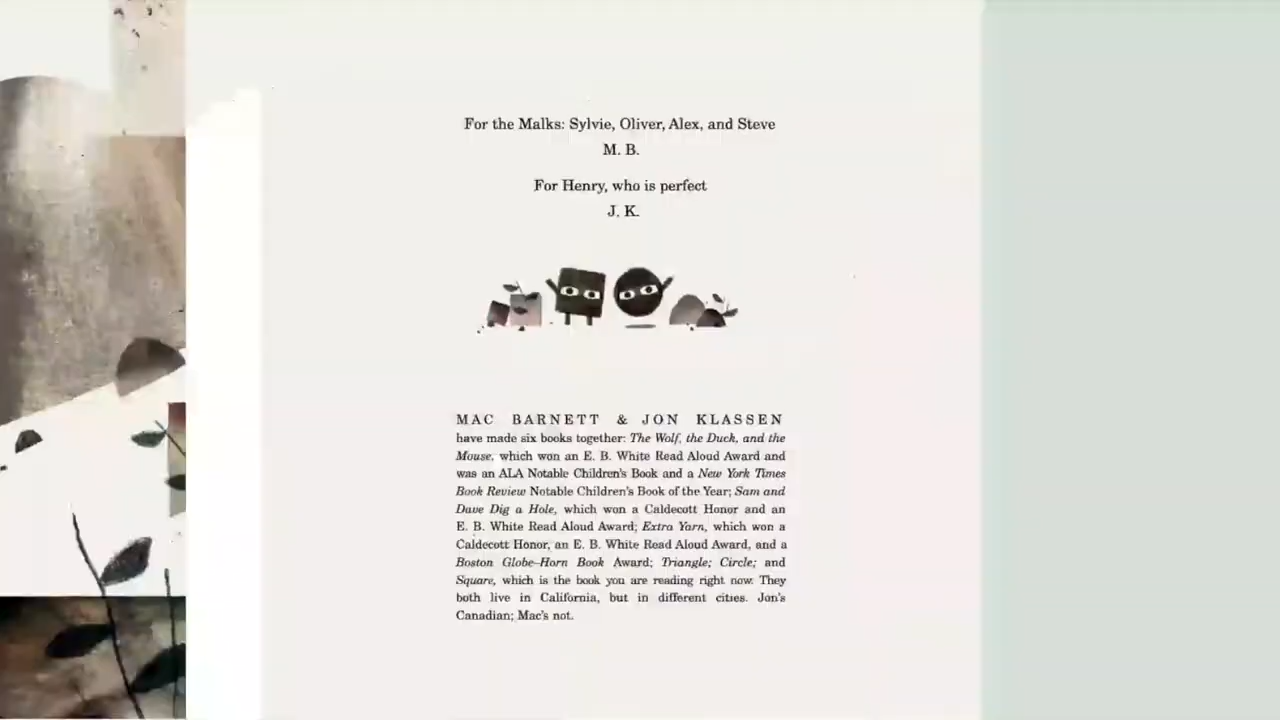 For the Malks: Sylvie, Oliver, Alex, and Steve
M. B.
For Henry, who is perfect
J. K.
MAC BARNETT & JON KLASSEN
have made six books together: The Wolf, the Duck, and the
Mouse, which won an E. B. White Read Aloud Award and
was an ALA Notable Children's Book and a New York Times
Book Review Notable Children's Book of the Year; Sam and
Dave Dig a Hole, which won a Caldecott Honor and an
E. B. White Read Aloud Award; Extra Yarn, which won a
Caldecott Honor, an E. B. White Read Aloud Award, and a
Boston Globe–Horn Book Award; Triangle; Circle; and
Square, which is the book you are reading right now. They
both live in California, but in different cities. Jon's
Canadian; Mac's not.